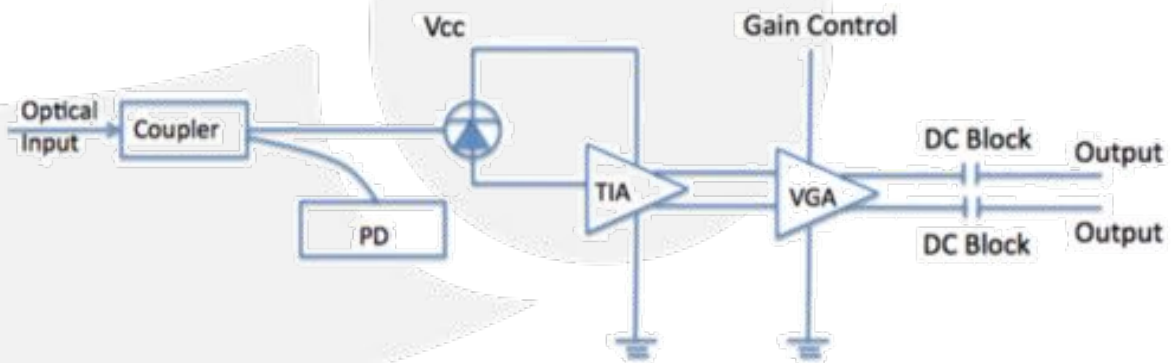 Vcc
Gain Control
Optical
Input
Coupler
DC Block
Output
TIA
VGA
PD
DC Block
Output